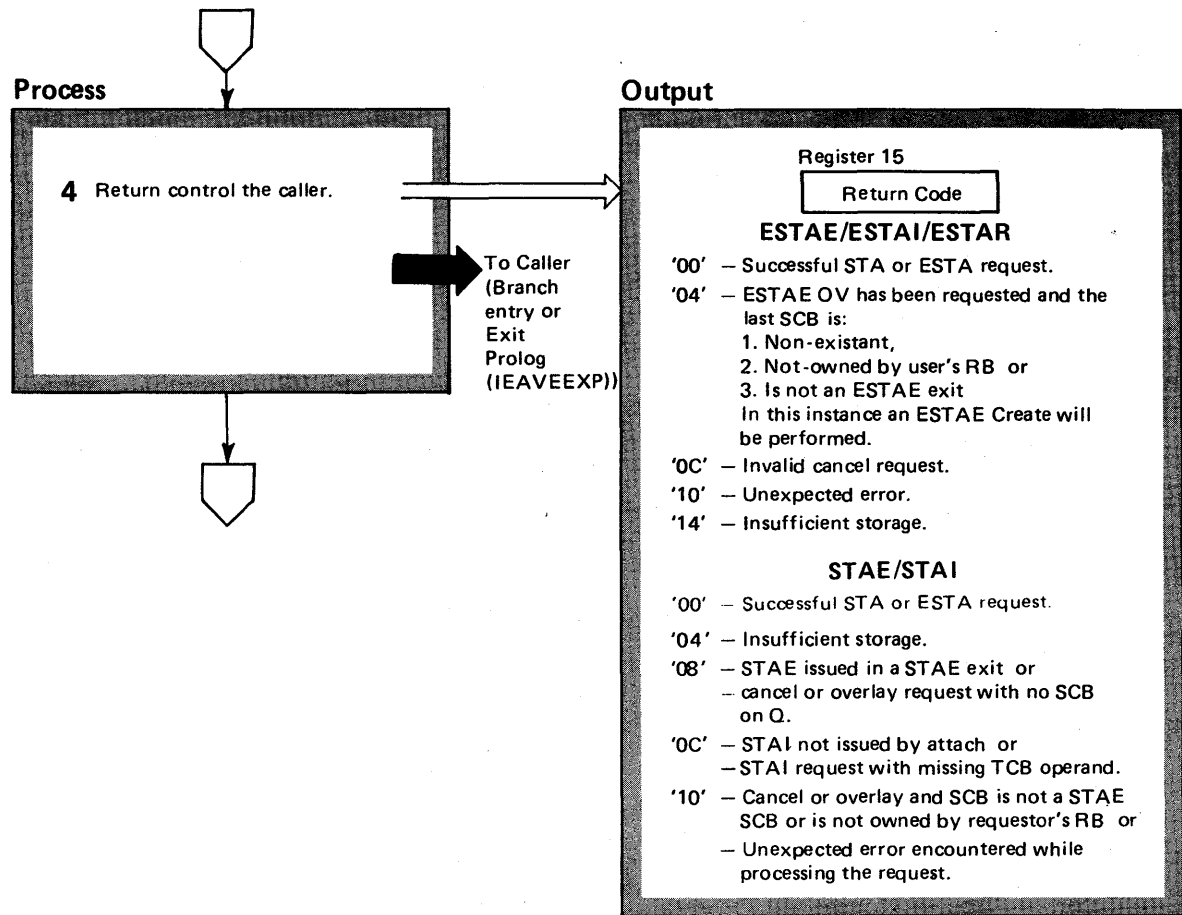 Process
4 Return control the caller.
To Caller
(Branch
entry or
Exit
Prolog
(IEAVEEXP))
Output
Register 15
Return Code
ESTAE/ESTAI/ESTAR
'00' – Successful STA or ESTA request.
'04' – ESTAE OV has been requested and the
last SCB is:
1. Non-existant,
2. Not-owned by user's RB or
3. Is not an ESTAE exit
In this instance an ESTAE Create will
be performed.
'0C' – Invalid cancel request.
'10' – Unexpected error.
'14' – Insufficient storage.
STAE/STAI
'00' – Successful STA or ESTA request.
'04' – Insufficient storage.
'08' – STAE issued in a STAE exit or
– cancel or overlay request with no SCB
on Q.
'0C' – STAI not issued by attach or
– STAI request with missing TCB operand.
'10' – Cancel or overlay and SCB is not a STAE
SCB or is not owned by requestor's RB or
– Unexpected error encountered while
processing the request.